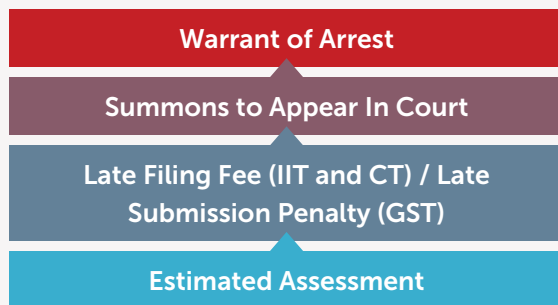 Warrant of Arrest
Summons to Appear In Court
Late Filing Fee (IIT and CT) / Late
Submission Penalty (GST)
Estimated Assessment